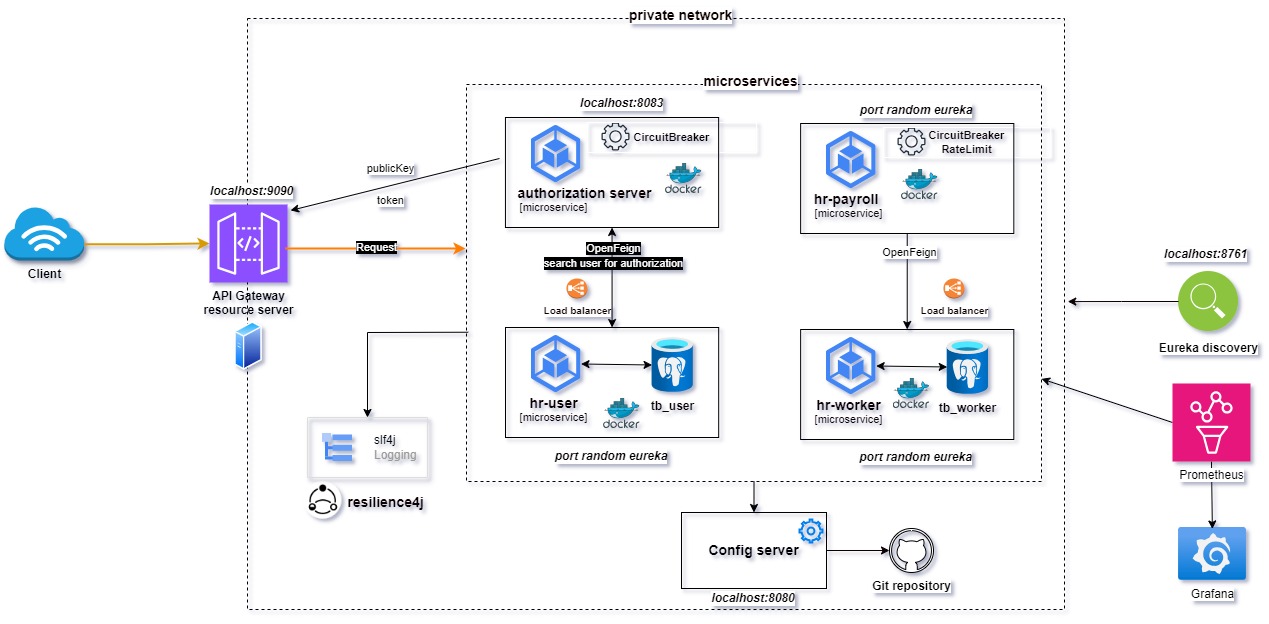 private network
microservices
localhost:8083
CircuitBreaker
authorization server
[microservice]
docker
port random eureka
CircuitBreaker
RateLimit
hr-payroll
[microservice]
docker
publicKey
token
localhost:9090
Client
API Gateway
resource server
Request
OpenFeign
search user for authorization
Load balancer
OpenFeign
Load balancer
localhost:8761
Eureka discovery
hr-user
[microservice]
docker
tb_user
port random eureka
hr-worker
[microservice]
docker
tb_worker
port random eureka
slf4j
Logging
resilience4j
Prometheus
Grafana
Config server
localhost:8080
Git repository